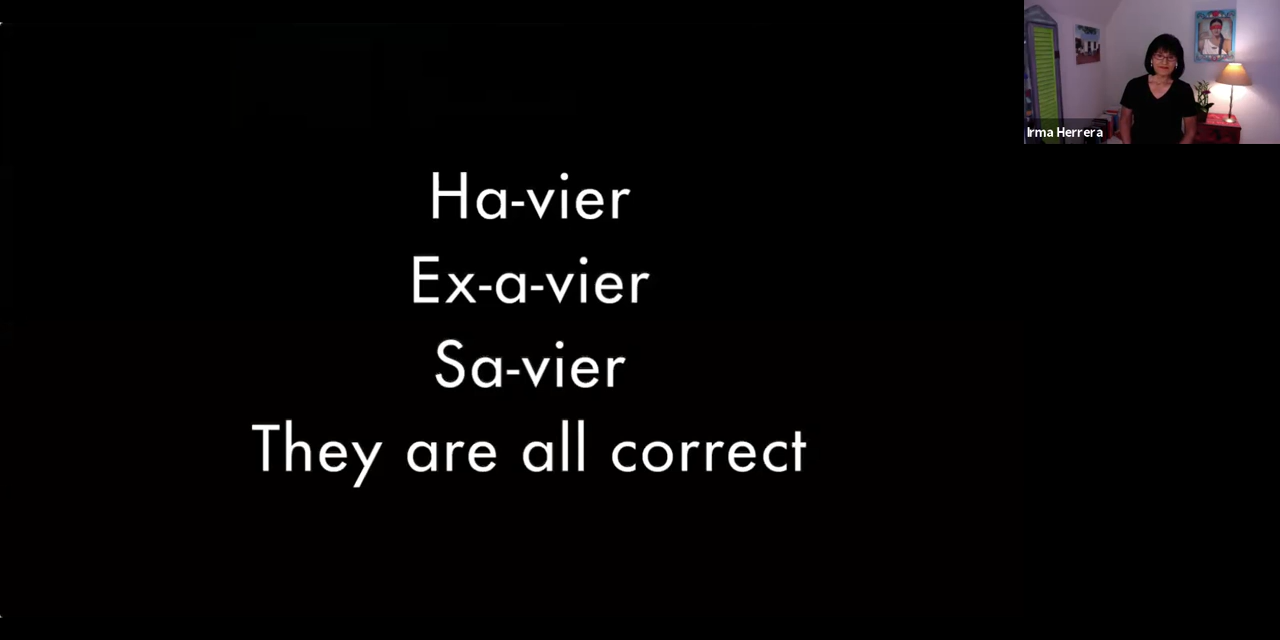 Ha-vier
Ex-a-vier
Sa-vier
They are all correct
Irma Herrera